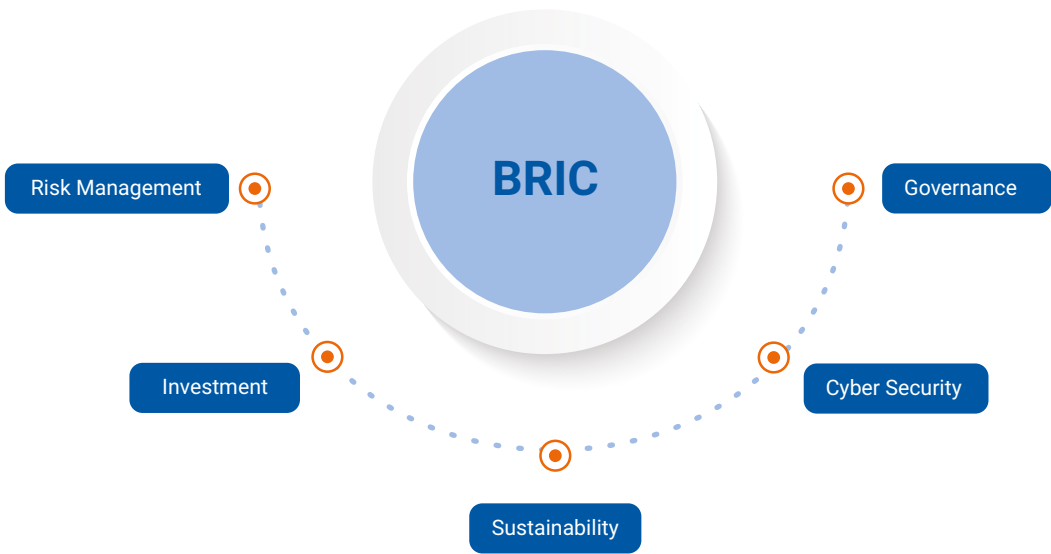 BRIC
Risk Management
Governance
Investment
Cyber Security
Sustainability